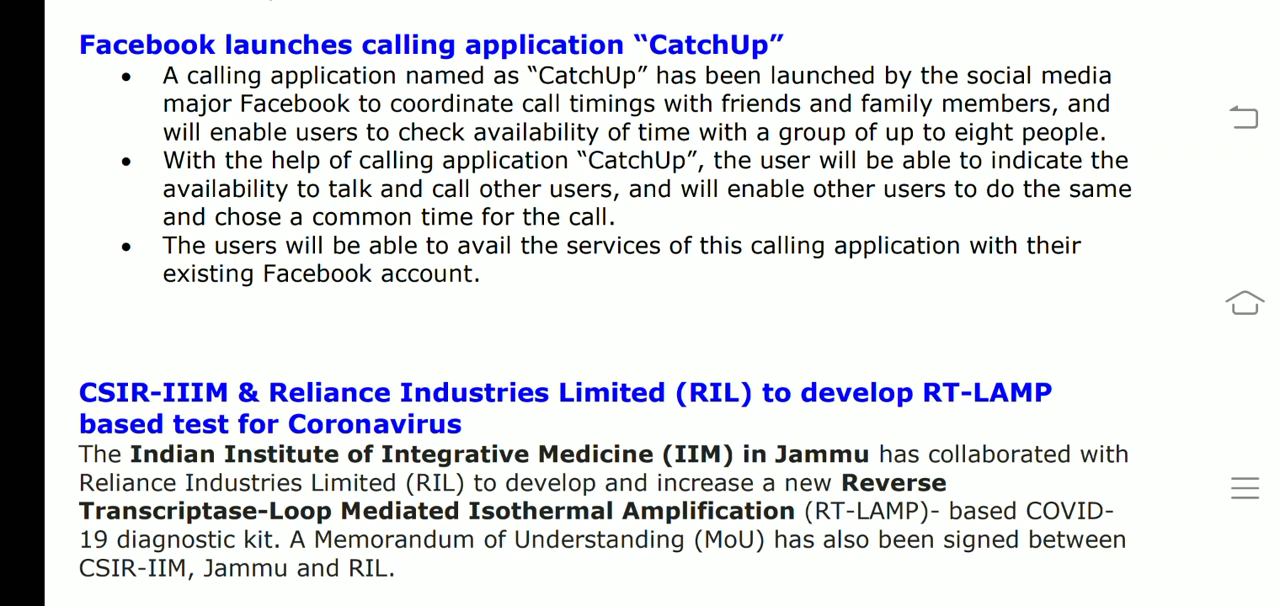 Facebook launches calling application “CatchUp”
• A calling application named as “CatchUp” has been launched by the social media
major Facebook to coordinate call timings with friends and family members, and
will enable users to check availability of time with a group of up to eight people.
• With the help of calling application “CatchUp”, the user will be able to indicate the
availability to talk and call other users, and will enable other users to do the same
and chose a common time for the call.
• The users will be able to avail the services of this calling application with their
existing Facebook account.
CSIR-IIIM & Reliance Industries Limited (RIL) to develop RT-LAMP
based test for Coronavirus
The Indian Institute of Integrative Medicine (IIM) in Jammu has collaborated with
Reliance Industries Limited (RIL) to develop and increase a new Reverse
Transcriptase-Loop Mediated Isothermal Amplification (RT-LAMP)- based COVID-
19 diagnostic kit. A Memorandum of Understanding (MoU) has also been signed between
CSIR-IIM, Jammu and RIL.